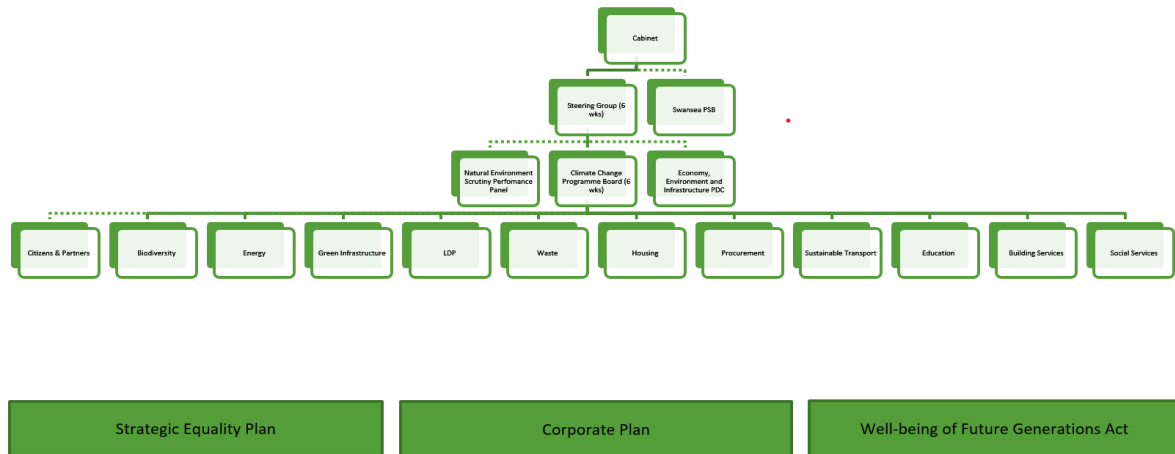 Cabinet
Steering Group (6
wks)
Swansea PSB
Natural Environment
Scrutiny Perfomance
Panel
Climate Change
Programme Board (6
wks)
Economy,
Environment and
Infrastructure PDC
Citizens & Partners
Biodiversity
Energy
Green Infrastructure
LDP
Waste
Housing
Procurement
Sustainable Transport
Education
Building Services
Social Services
Strategic Equality Plan
Corporate Plan
Well-being of Future Generations Act